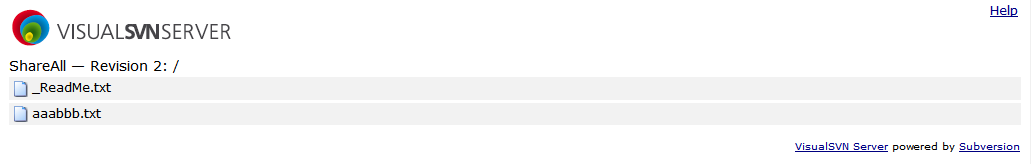 Help
VISUALSVNSERVER
ShareAll — Revision 2: /
_ReadMe.txt
aaabbb.txt
VisualSVN Server powered by Subversion